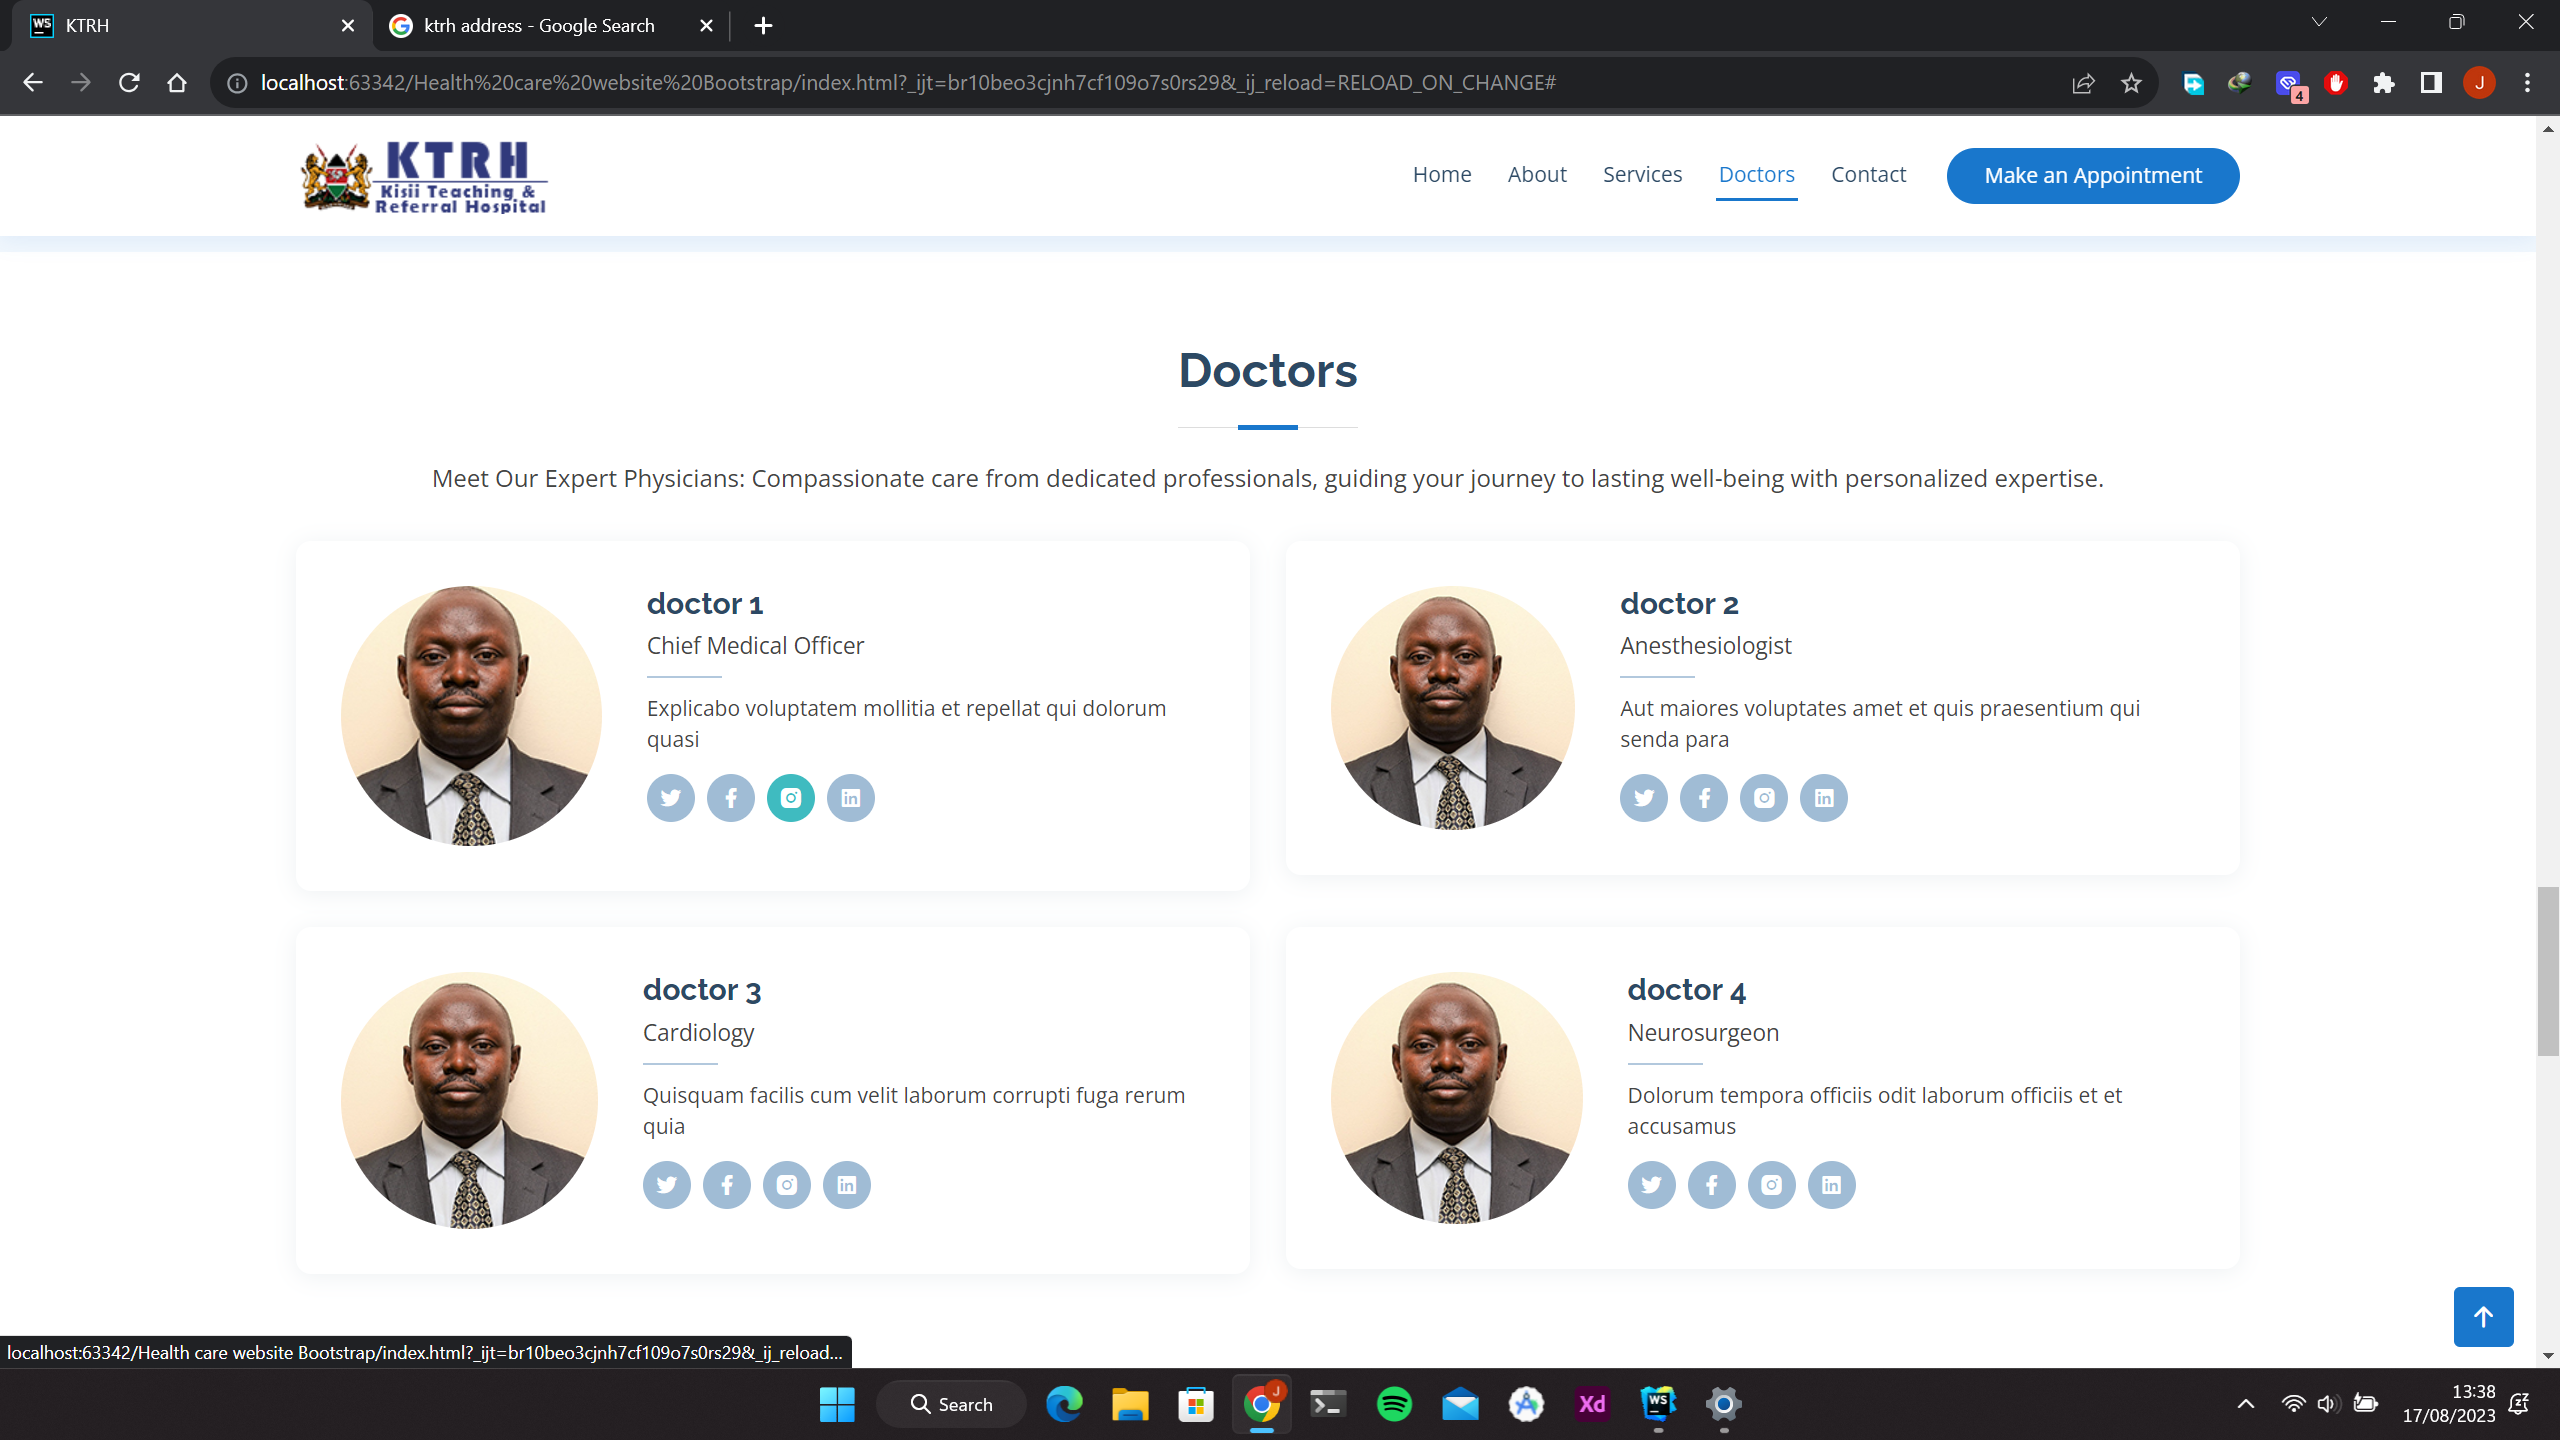 KTRH
ktrh address - Google Search
localhost:63342/Health%20care%20website%20Bootstrap/index.html?_ijt=br10beo3cjnh7cf109o7s0rs29&_ij_reload=RELOAD_ON_CHANGE#
4
J
KTRH
Kisii Teaching &
Referral Hospital
Home
About
Services
Doctors
Contact
Make an Appointment
Doctors
Meet Our Expert Physicians: Compassionate care from dedicated professionals, guiding your journey to lasting well-being with personalized expertise.
doctor 1
Chief Medical Officer
Explicabo voluptatem mollitia et repellat qui dolorum
quasi
doctor 2
Anesthesiologist
Aut maiores voluptates amet et quis praesentium qui
senda para
doctor 3
Cardiology
Quisquam facilis cum velit laborum corrupti fuga rerum
quia
doctor 4
Neurosurgeon
Dolorum tempora officiis odit laborum officiis et et
accusamus
localhost:63342/Health care website Bootstrap/index.html?_ijt=br10beo3cjnh7cf109o7s0rs29&_ij_reload...
Search
J
Xd
WS
13:38
17/08/2023